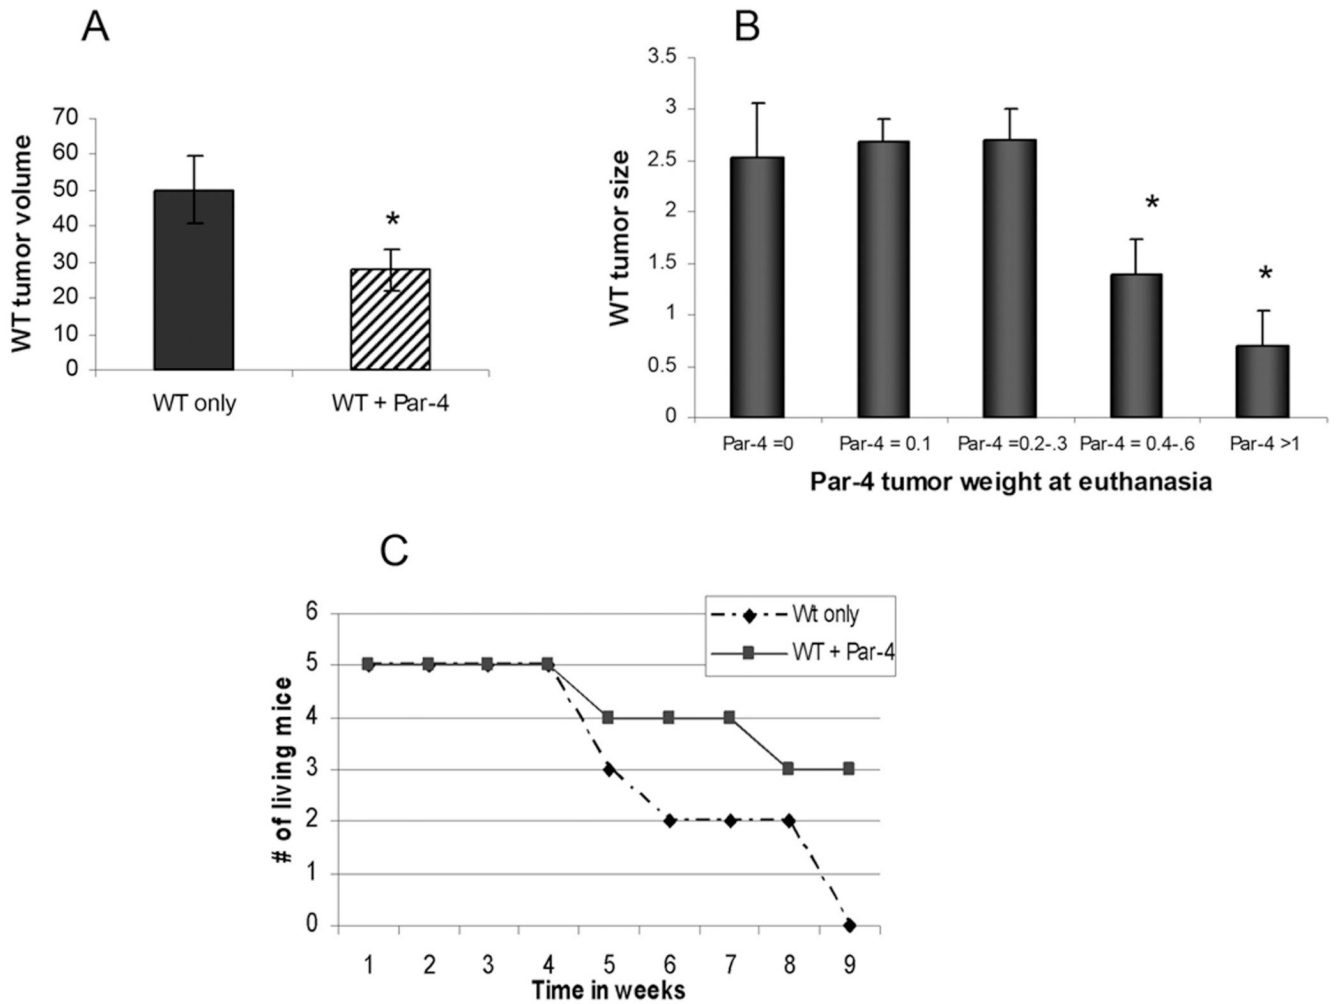 A
WT tumor volume
70
60
50
40
30
20
10
0
*
WT only
WT + Par-4
B
WT tumor size
3.5
3
2.5
2
1.5
1
0.5
0
*
*
Par-4 =0
Par-4 = 0.1
Par-4 =0.2-.3
Par-4 = 0.4-.6
Par-4 >1
Par-4 tumor weight at euthanasia
C
# of living mice
6
5
4
3
2
1
0
Wt only
WT + Par-4
1 2 3 4 5 6 7 8 9
Time in weeks